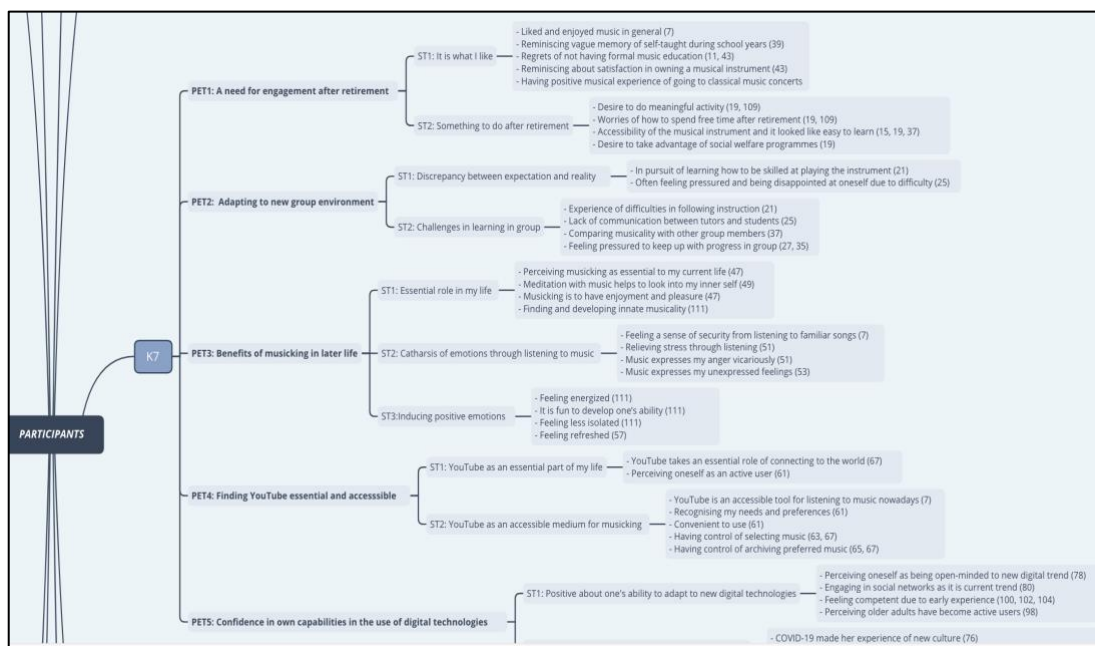 PARTICIPANTS
K7
PET1: A need for engagement after retirement
ST1: It is what I like
- Liked and enjoyed music in general (7)
- Reminiscing vague memory of self-taught during school years (39)
- Regrets of not having formal music education (11, 43)
- Reminiscing about satisfaction in owning a musical instrument (43)
- Having positive musical experience of going to classical music concerts
ST2: Something to do after retirement
- Desire to do meaningful activity (19, 109)
- Worries of how to spend free time after retirement (19, 109)
- Accessibility of the musical instrument and it looked like easy to learn (15, 19, 37)
- Desire to take advantage of social welfare programmes (19)
PET2: Adapting to new group environment
ST1: Discrepancy between expectation and reality
- In pursuit of learning how to be skilled at playing the instrument (21)
- Often feeling pressured and being disappointed at oneself due to difficulty (25)
ST2: Challenges in learning in group
- Experience of difficulties in following instruction (21)
- Lack of communication between tutors and students (25)
- Comparing musicality with other group members (37)
- Feeling pressured to keep up with progress in group (27, 35)
PET3: Benefits of musicking in later life
ST1: Essential role in my life
- Perceiving musicking as essential to my current life (47)
- Meditation with music helps to look into my inner self (49)
- Musicking is to have enjoyment and pleasure (47)
- Finding and developing innate musicality (111)
ST2: Catharsis of emotions through listening to music
- Feeling a sense of security from listening to familiar songs (7)
- Relieving stress through listening (51)
- Music expresses my anger vicariously (51)
- Music expresses my unexpressed feelings (53)
ST3:Inducing positive emotions
- Feeling energized (111)
- It is fun to develop one's ability (111)
- Feeling less isolated (111)
- Feeling refreshed (57)
PET4: Finding YouTube essential and accesssible
ST1: YouTube as an essential part of my life
- YouTube takes an essential role of connecting to the world (67)
- Perceiving oneself as an active user (61)
ST2: YouTube as an accessible medium for musicking
- YouTube is an accessible tool for listening to music nowadays (7)
- Recognising my needs and preferences (61)
- Convenient to use (61)
- Having control of selecting music (63, 67)
- Having control of archiving preferred music (65, 67)
PET5: Confidence in own capabilities in the use of digital technologies
ST1: Positive about one's ability to adapt to new digital technologies
- Perceiving oneself as being open-minded to new digital trend (78)
- Engaging in social networks as it is current trend (80)
- Feeling competent due to early experience (100, 102, 104)
- Perceiving older adults have become active users (98)
- COVID-19 made her experience of new culture (76)